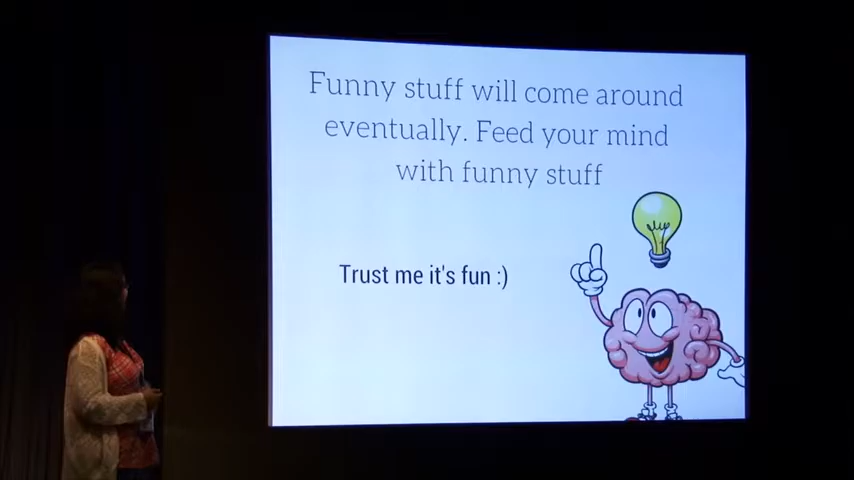 Funny stuff will come around
eventually. Feed your mind
with funny stuff
Trust me it's fun :)